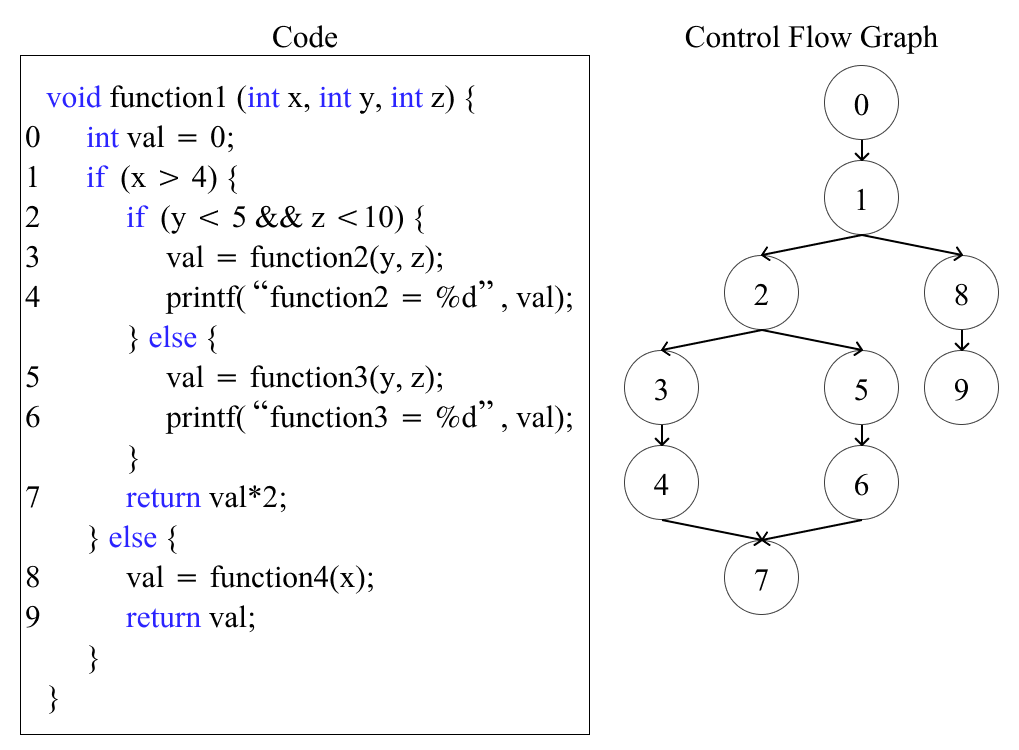 Code
Control Flow Graph
void function1 (int x, int y, int z) {
0 int val = 0;
1 if (x > 4) {
2 if (y < 5 && z <10) {
3 val = function2(y, z);
4 printf( “function2 = %d” , val);
} else {
5 val = function3(y, z);
6 printf( “function3 = %d” , val);
}
7 return val*2;
} else {
8 val = function4(x);
9 return val;
}
}
0
1
2
8
3
5
9
4
6
7